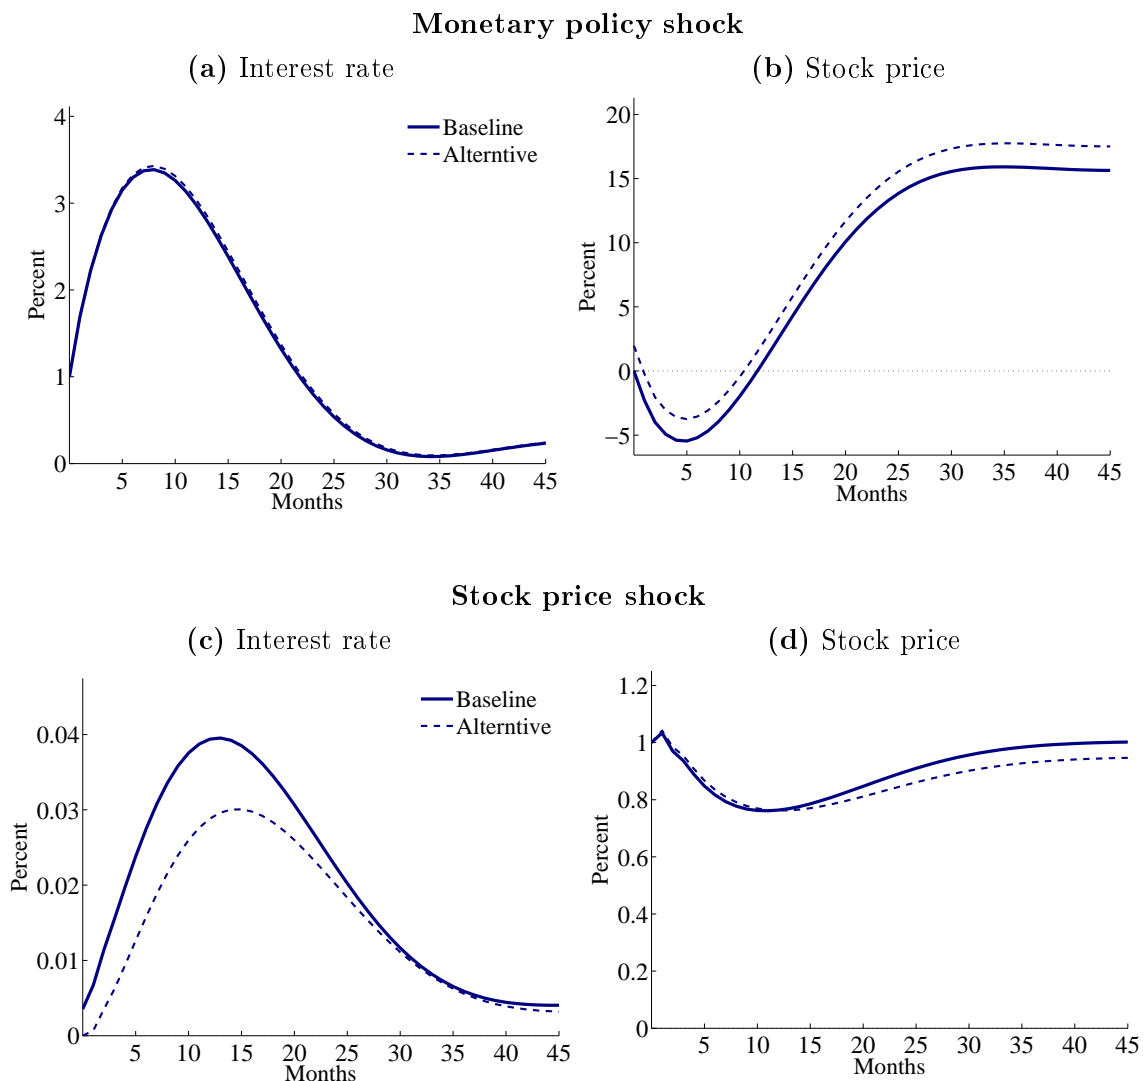 Monetary policy shock
(a) Interest rate
(b) Stock price
4
3
2
1
0
Percent
5 10 15 20 25 30 35 40 45
Months
Baseline
Alterntive
20
15
10
5
0
−5
Percent
5 10 15 20 25 30 35 40 45
Months
Stock price shock
(c) Interest rate
(d) Stock price
0.04
0.03
0.02
0.01
0
Percent
5 10 15 20 25 30 35 40 45
Months
Baseline
Alterntive
1.2
1
0.8
0.6
0.4
0.2
0
Percent
5 10 15 20 25 30 35 40 45
Months